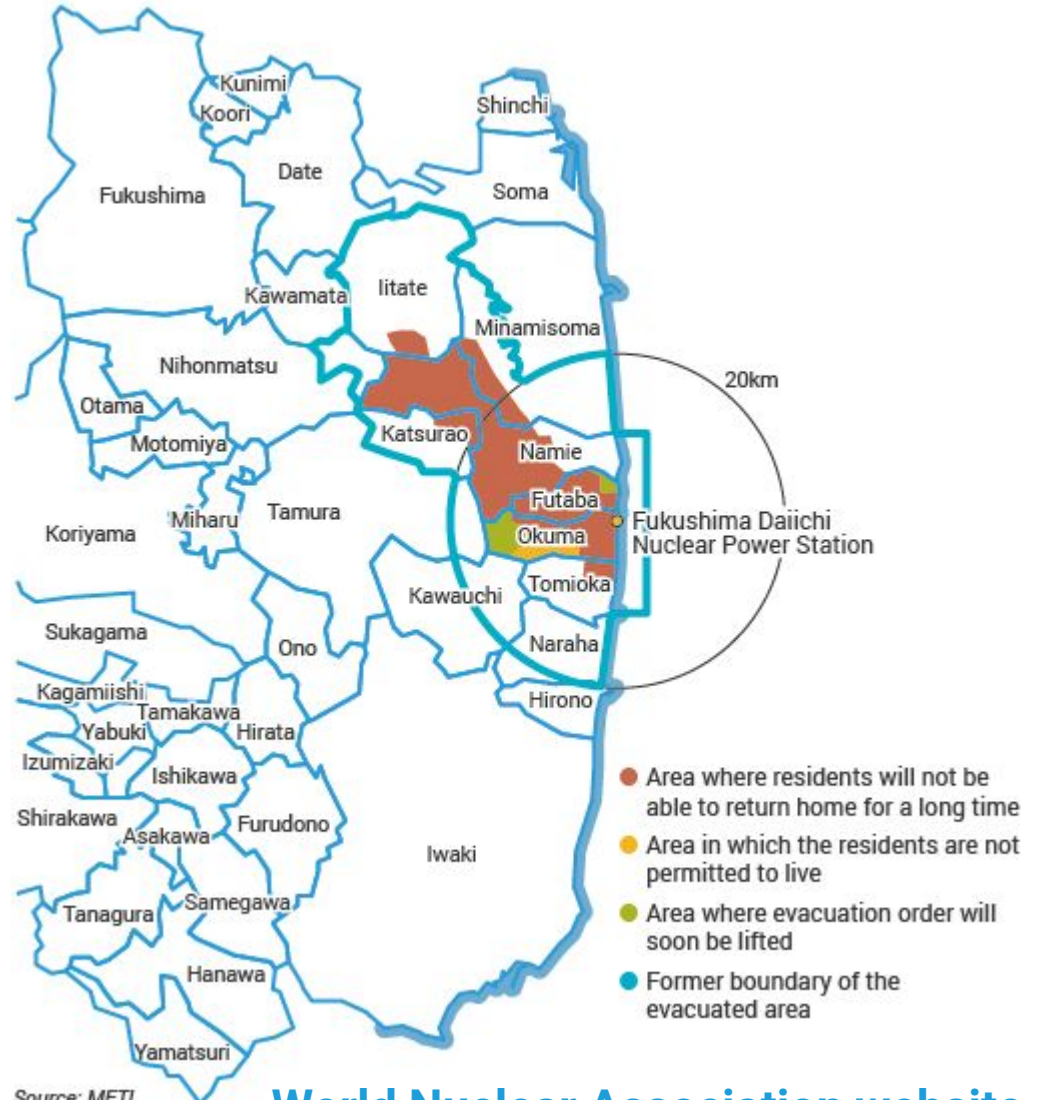 Kunimi
Koori
Shinchi
Date
Fukushima
Soma
Iitate
Kawamata
Minamisoma
Nihonmatsu
20km
Otama
Katsurao
Motomiya
Namie
Futaba
Miharu
Tamura
Fukushima Daiichi
Nuclear Power Station
Koriyama
Okuma
Tomioka
Kawauchi
Sukagama
Ono
Naraha
Kagamiishi
Tamakawa
Hirono
Yabuki
Hirata
Izumizaki
Ishikawa
Area where residents will not be
able to return home for a long time
Shirakawa
Asakawa
Furudono
Iwaki
Area in which the residents are not
permitted to live
Tanagura
Samegawa
Area where evacuation order will
soon be lifted
Hanawa
Former boundary of the
evacuated area
Yamatsuri
Source: METI
World Nuclear Association website